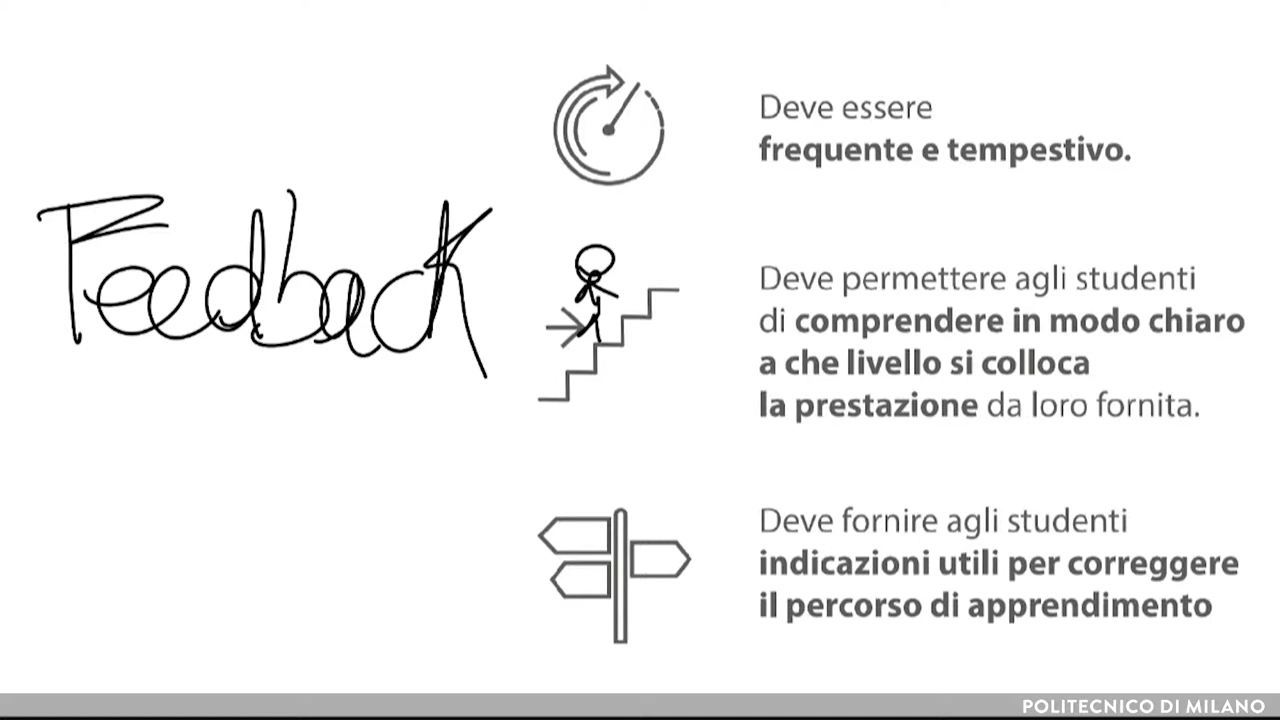 Feedback
Deve essere
frequente e tempestivo.
Deve permettere agli studenti
di comprendere in modo chiaro
a che livello si colloca
la prestazione da loro fornita.
Deve fornire agli studenti
indicazioni utili per correggere
il percorso di apprendimento
POLITECNICO DI MILANO